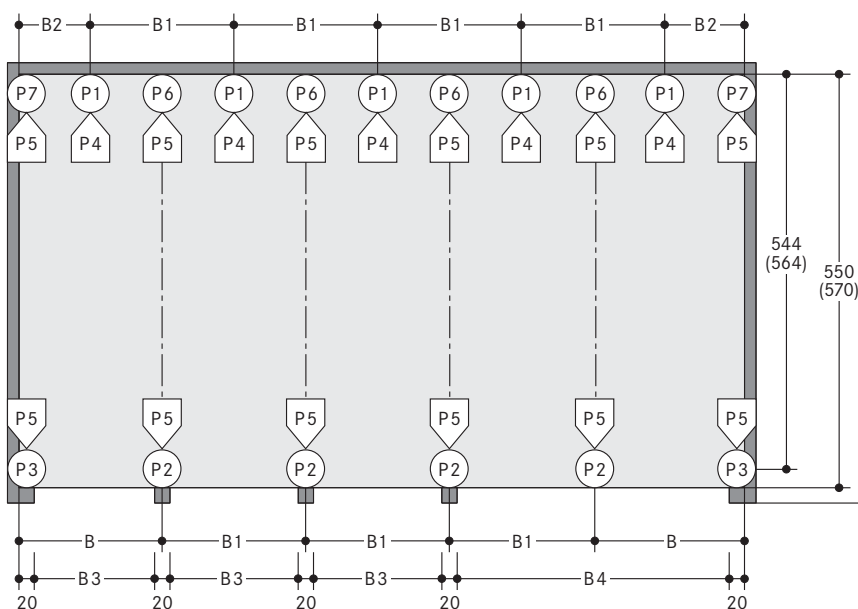 B2 B1 B1 B1 B1 B2
P7 P1 P6 P1 P6 P1 P6 P1 P6 P1 P7
P5 P4 P5 P4 P5 P4 P5 P4 P5 P4 P5
544
(564)
550
(570)
P5 P5 P5 P5 P5 P5
P3 P2 P2 P2 P2 P3
B B1 B1 B1 B
B3 B3 B3 B4
20 20 20 20 20